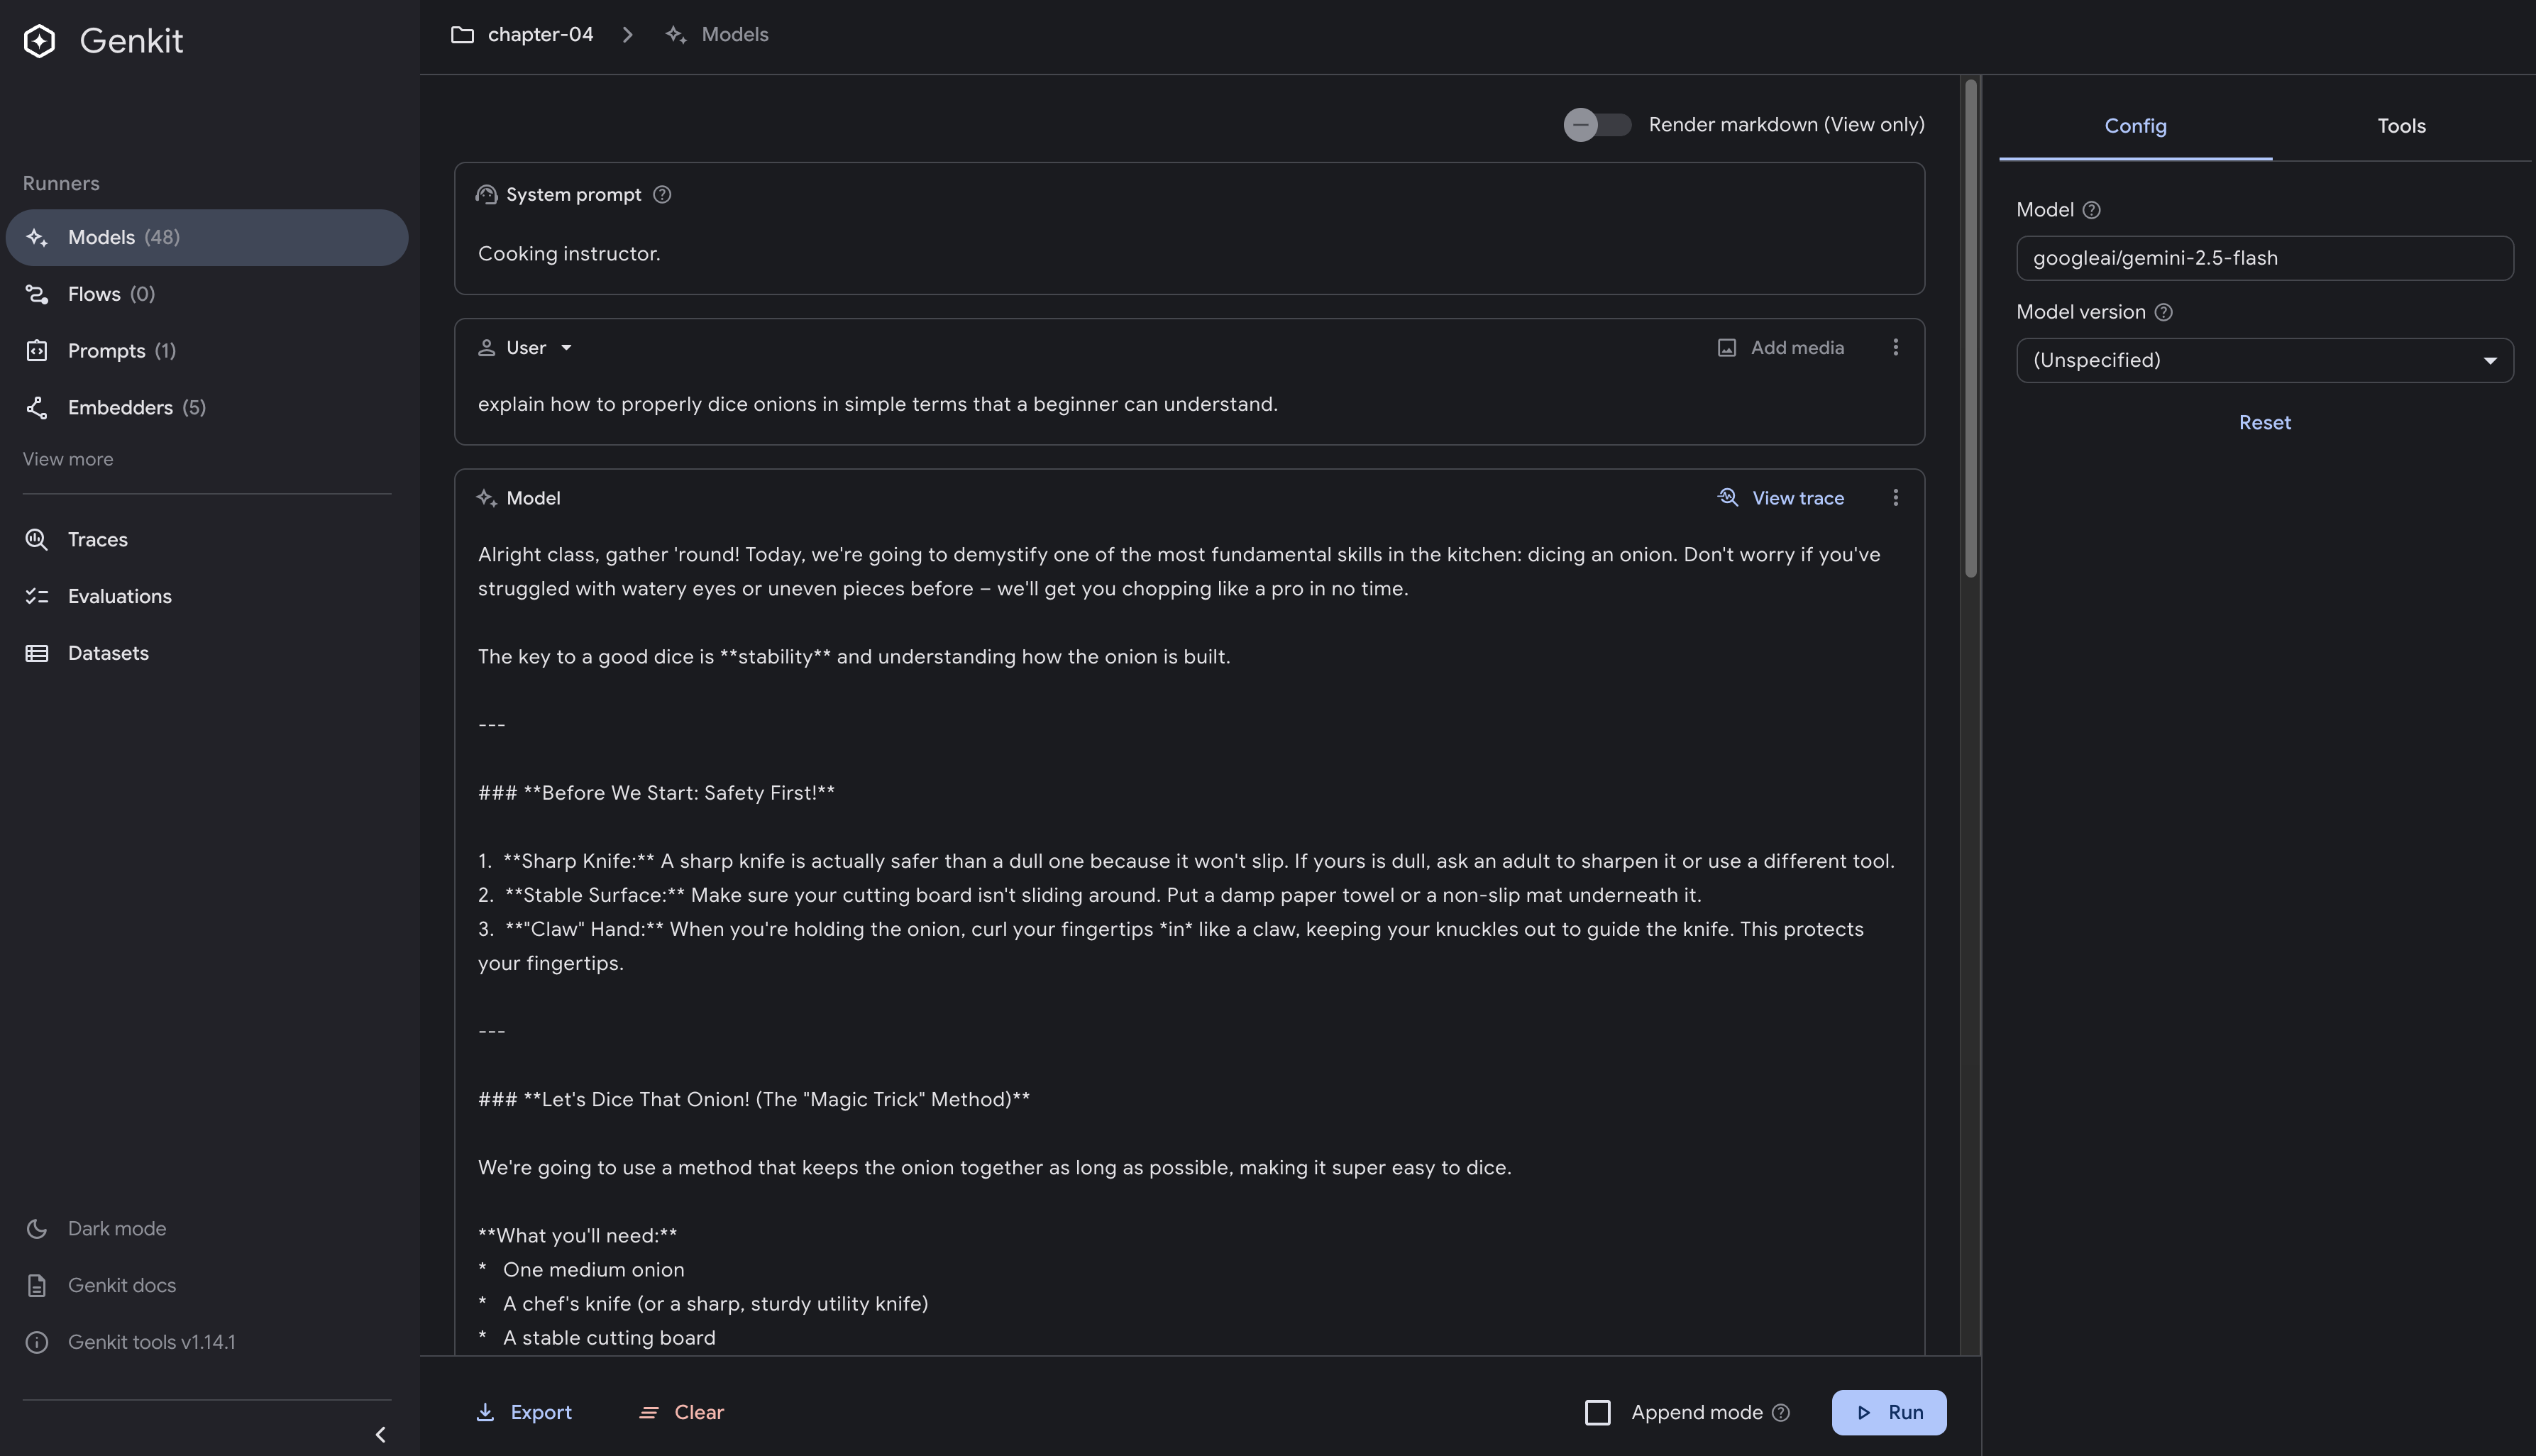 Genkit
Runners
Models (48)
Flows (0)
Prompts (1)
Embedders (5)
View more
Traces
Evaluations
Datasets
Dark mode
Genkit docs
Genkit tools v1.14.1
chapter-04
Models
Render markdown (View only)
System prompt
Cooking instructor.
User
Add media
explain how to properly dice onions in simple terms that a beginner can understand.
Model
View trace
Alright class, gather 'round! Today, we're going to demystify one of the most fundamental skills in the kitchen: dicing an onion. Don't worry if you've
struggled with watery eyes or uneven pieces before – we'll get you chopping like a pro in no time.
The key to a good dice is **stability** and understanding how the onion is built.
---
### **Before We Start: Safety First!**
1.  **Sharp Knife:** A sharp knife is actually safer than a dull one because it won't slip. If yours is dull, ask an adult to sharpen it or use a different tool.
2.  **Stable Surface:** Make sure your cutting board isn't sliding around. Put a damp paper towel or a non-slip mat underneath it.
3.  **"Claw" Hand:** When you're holding the onion, curl your fingertips *in* like a claw, keeping your knuckles out to guide the knife. This protects
your fingertips.
---
### **Let's Dice That Onion! (The "Magic Trick" Method)**
We're going to use a method that keeps the onion together as long as possible, making it super easy to dice.
**What you'll need:**
*   One medium onion
*   A chef's knife (or a sharp, sturdy utility knife)
*   A stable cutting board
Export
Clear
Append mode
Run
Config
Tools
Model
googleai/gemini-2.5-flash
Model version
(Unspecified)
Reset